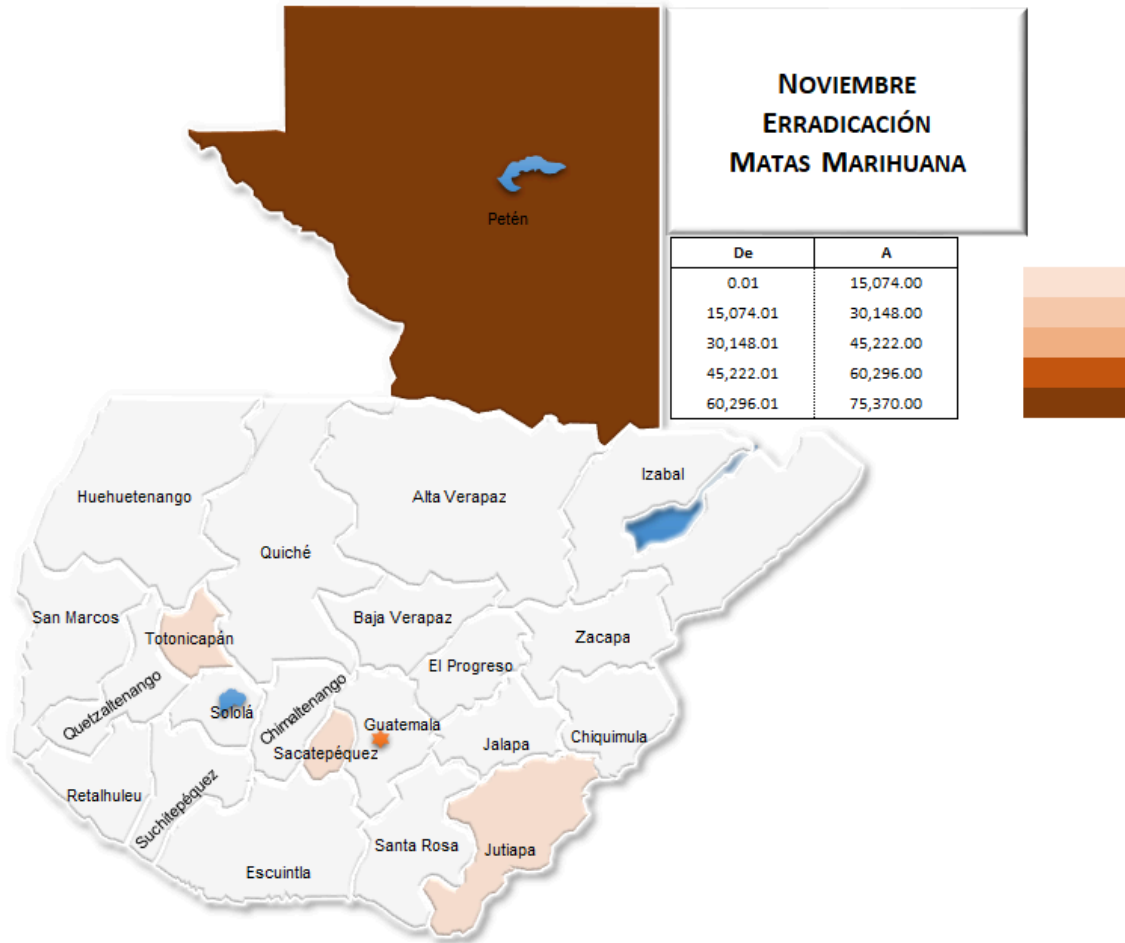 NOVIEMBRE
ERRADICACIÓN
MATAS MARIHUANA
De A
0.01 15,074.00
15,074.01 30,148.00
30,148.01 45,222.00
45,222.01 60,296.00
60,296.01 75,370.00
Petén
Izabal
Huehuetenango
Alta Verapaz
Quiché
San Marcos
Totonicapán
Baja Verapaz
Zacapa
El Progreso
Quetzaltenango
Sololá
Chimaltenango
Guatemala
Sacatepéquez
Jalapa
Chiquimula
Retalhuleu
Suchitepéquez
Santa Rosa
Jutiapa
Escuintla